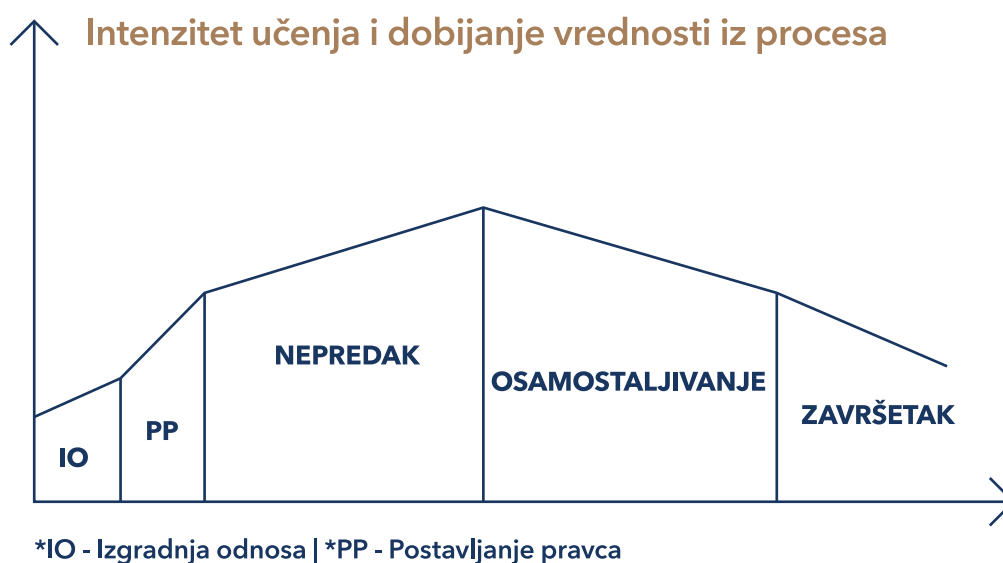 Intenzitet učenja i dobijanje vrednosti iz procesa
NEPREDAK
OSAMOSTALJIVANJE
ZAVRŠETAK
PP
IO
*IO - Izgradnja odnosa | *PP - Postavljanje pravca